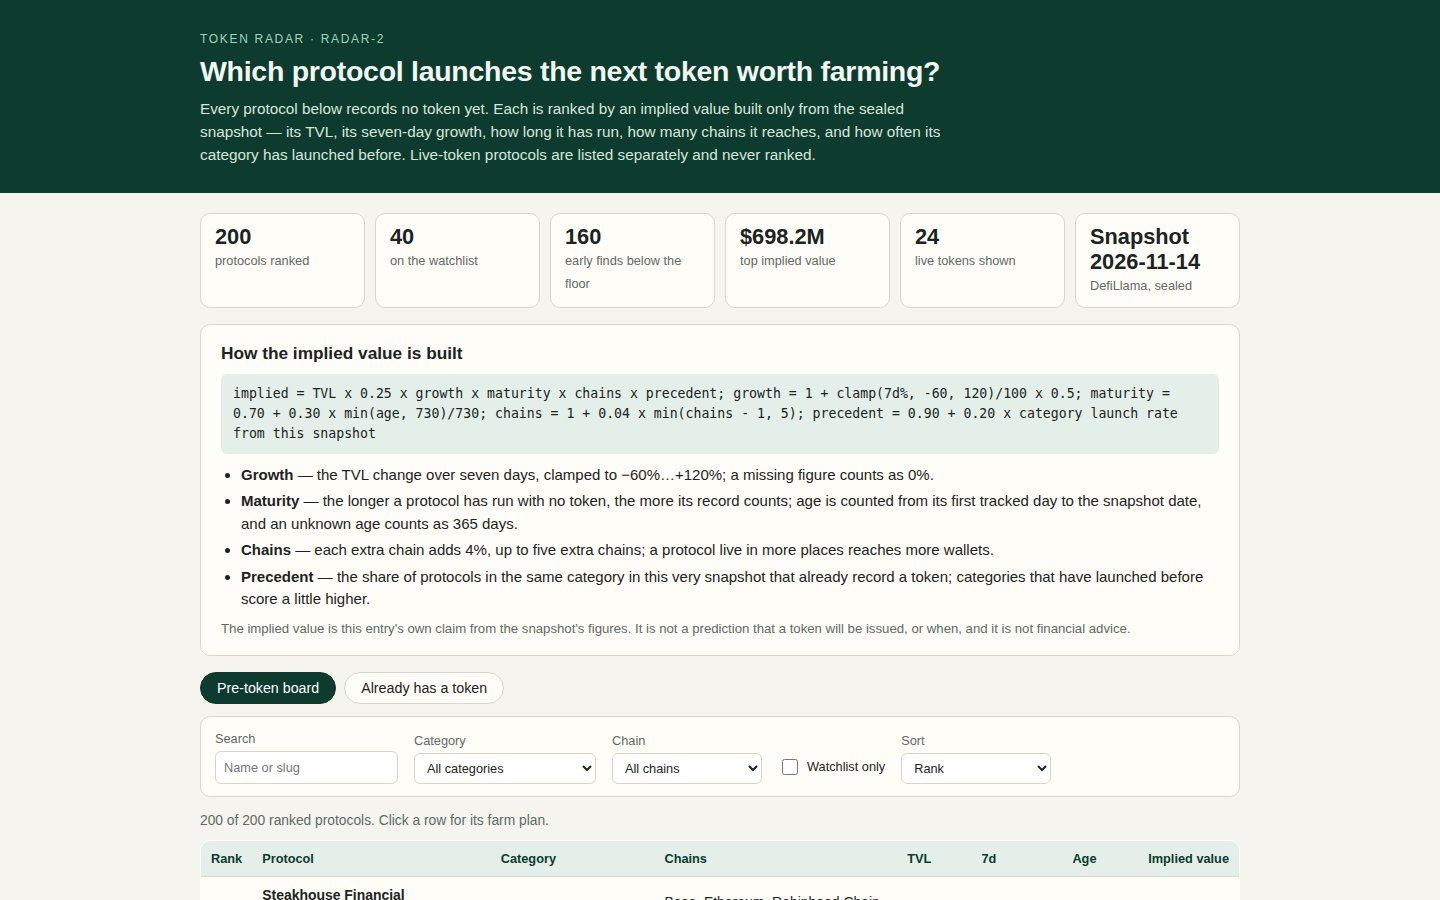 TOKEN RADAR · RADAR-2
Which protocol launches the next token worth farming?
Every protocol below records no token yet. Each is ranked by an implied value built only from the sealed
snapshot — its TVL, its seven-day growth, how long it has run, how many chains it reaches, and how often its
category has launched before. Live-token protocols are listed separately and never ranked.
200
protocols ranked
40
on the watchlist
160
early finds below the
floor
$698.2M
top implied value
24
live tokens shown
Snapshot
2026-11-14
DefiLlama, sealed
How the implied value is built
implied = TVL x 0.25 x growth x maturity x chains x precedent; growth = 1 + clamp(7d%, -60, 120)/100 x 0.5; maturity =
0.70 + 0.30 x min(age, 730)/730; chains = 1 + 0.04 x min(chains - 1, 5); precedent = 0.90 + 0.20 x category launch rate
from this snapshot
• Growth — the TVL change over seven days, clamped to −60%…+120%; a missing figure counts as 0%.
• Maturity — the longer a protocol has run with no token, the more its record counts; age is counted from its first tracked day to the snapshot date,
and an unknown age counts as 365 days.
• Chains — each extra chain adds 4%, up to five extra chains; a protocol live in more places reaches more wallets.
• Precedent — the share of protocols in the same category in this very snapshot that already record a token; categories that have launched before
score a little higher.
The implied value is this entry's own claim from the snapshot's figures. It is not a prediction that a token will be issued, or when, and it is not financial advice.
Pre-token board
Already has a token
Search
Name or slug
Category
All categories
Chain
All chains
Watchlist only
Sort
Rank
200 of 200 ranked protocols. Click a row for its farm plan.
Rank Protocol Category Chains TVL 7d Age Implied value
Steakhouse Financial
Base, Ethereum, Robinhood Chain